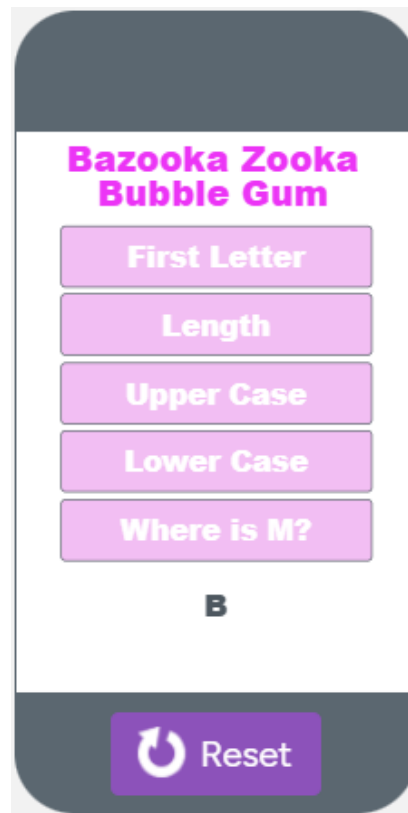 Bazooka Zooka
Bubble Gum
First Letter
Length
Upper Case
Lower Case
Where is M?
B
Reset